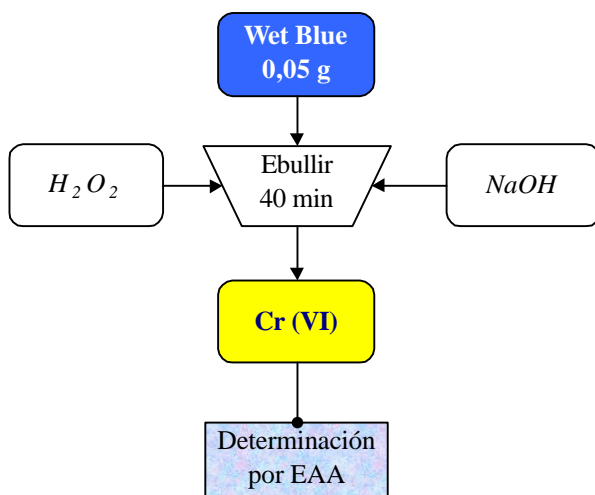 Wet Blue
0,05 g
H₂O₂
Ebullir
40 min
NaOH
Cr (VI)
Determinación
por EAA